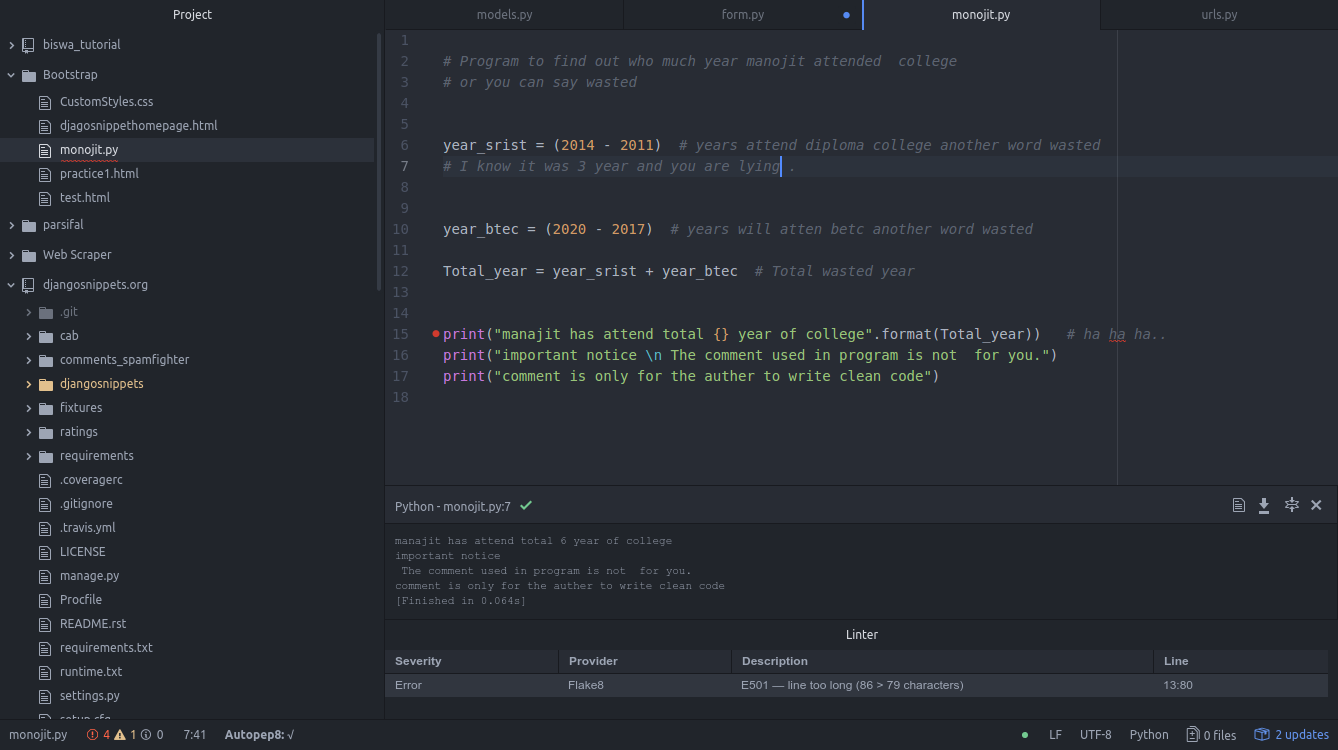 Project
biswa_tutorial
Bootstrap
CustomStyles.css
djagosnippethomepage.html
monojit.py
practice1.html
test.html
parsifal
Web Scraper
djangosnippets.org
.git
cab
comments_spamfighter
djangosnippets
fixtures
ratings
requirements
.coveragerc
.gitignore
.travis.yml
LICENSE
manage.py
Procfile
README.rst
requirements.txt
runtime.txt
settings.py
setup.cfg
models.py form.py monojit.py urls.py
1
2 # Program to find out who much year manojit attended  college
3 # or you can say wasted
4
5
6 year_srist = (2014 - 2011)  # years attend diploma college another word wasted
7 # I know it was 3 year and you are lying .
8
9
10 year_btec = (2020 - 2017)  # years will atten betc another word wasted
11
12 Total_year = year_srist + year_btec  # Total wasted year
13
14
15 print("manajit has attend total {} year of college".format(Total_year))   # ha ha ha..
16 print("important notice \n The comment used in program is not  for you.")
17 print("comment is only for the auther to write clean code")
18
Python - monojit.py:7
manajit has attend total 6 year of college
important notice
 The comment used in program is not  for you.
comment is only for the auther to write clean code
[Finished in 0.064s]
Linter
Severity Provider Description Line
Error Flake8 E501 — line too long (86 > 79 characters) 13:80
monojit.py 4 1 0 7:41 Autopep8: √ LF UTF-8 Python 0 files 2 updates